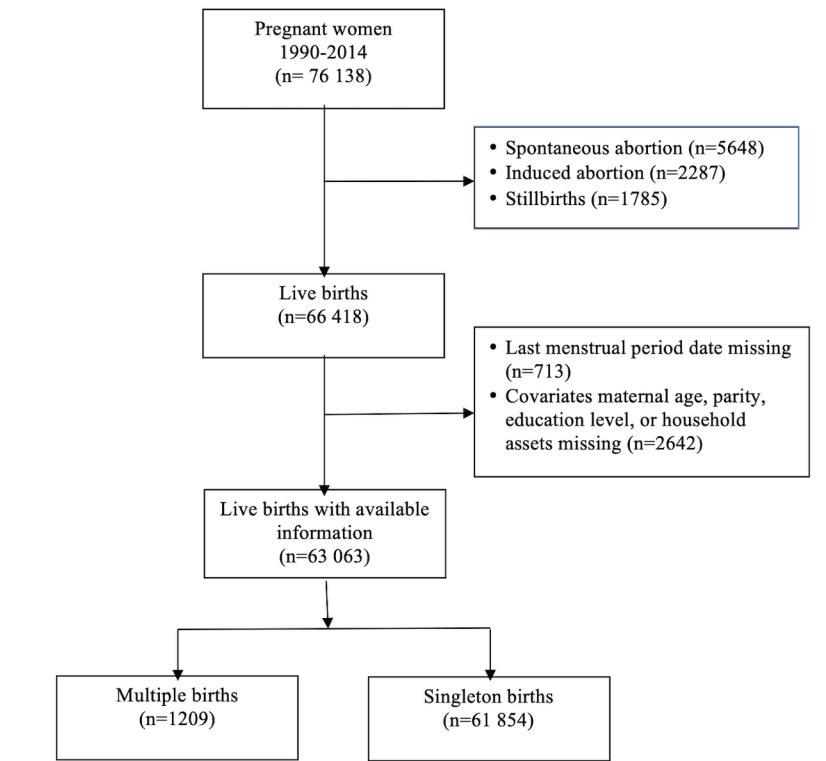 Pregnant women
1990-2014
(n= 76 138)
• Spontaneous abortion (n=5648)
• Induced abortion (n=2287)
• Stillbirths (n=1785)
Live births
(n=66 418)
• Last menstrual period date missing
(n=713)
• Covariates maternal age, parity,
education level, or household
assets missing (n=2642)
Live births with available
information
(n=63 063)
Multiple births
(n=1209)
Singleton births
(n=61 854)